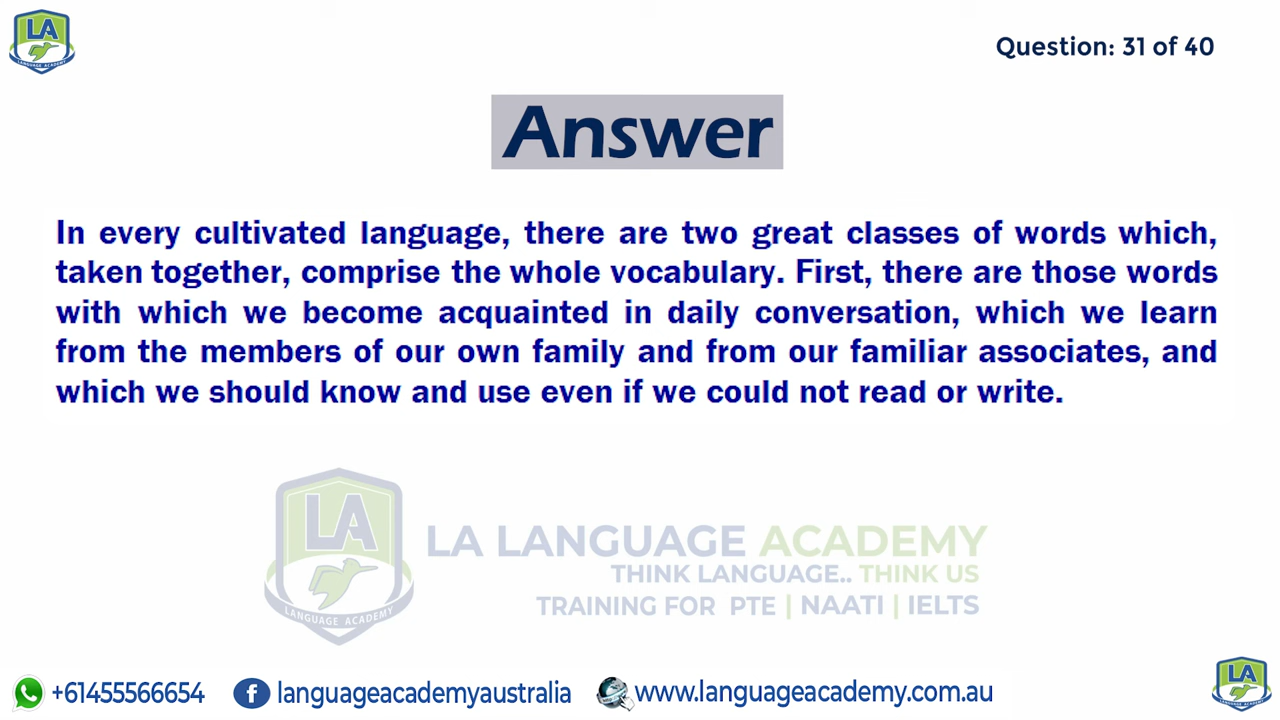 LA
LANGUAGE ACADEMY
Question: 31 of 40
Answer
In every cultivated language, there are two great classes of words which,
taken together, comprise the whole vocabulary. First, there are those words
with which we become acquainted in daily conversation, which we learn
from the members of our own family and from our familiar associates, and
which we should know and use even if we could not read or write.
LA
LANGUAGE ACADEMY
LA LANGUAGE ACADEMY
THINK LANGUAGE.. THINK US
TRAINING FOR PTE | NAATI | IELTS
+61455566654 languageacademyaustralia www.languageacademy.com.au
LA
LANGUAGE ACADEMY